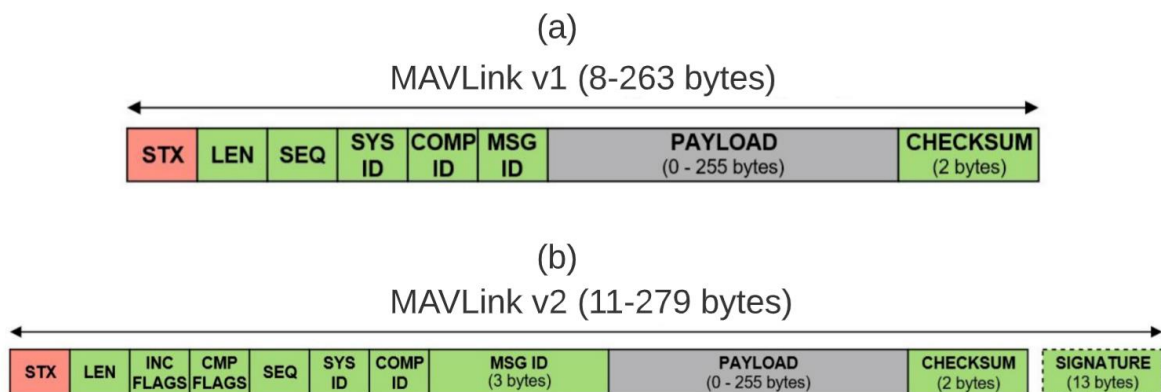 (a)
MAVLink v1 (8-263 bytes)
STX LEN SEQ SYS ID COMP ID MSG ID PAYLOAD (0 - 255 bytes) CHECKSUM (2 bytes)
(b)
MAVLink v2 (11-279 bytes)
STX LEN INC FLAGS CMP FLAGS SEQ SYS ID COMP ID MSG ID (3 bytes) PAYLOAD (0 - 255 bytes) CHECKSUM (2 bytes) SIGNATURE (13 bytes)